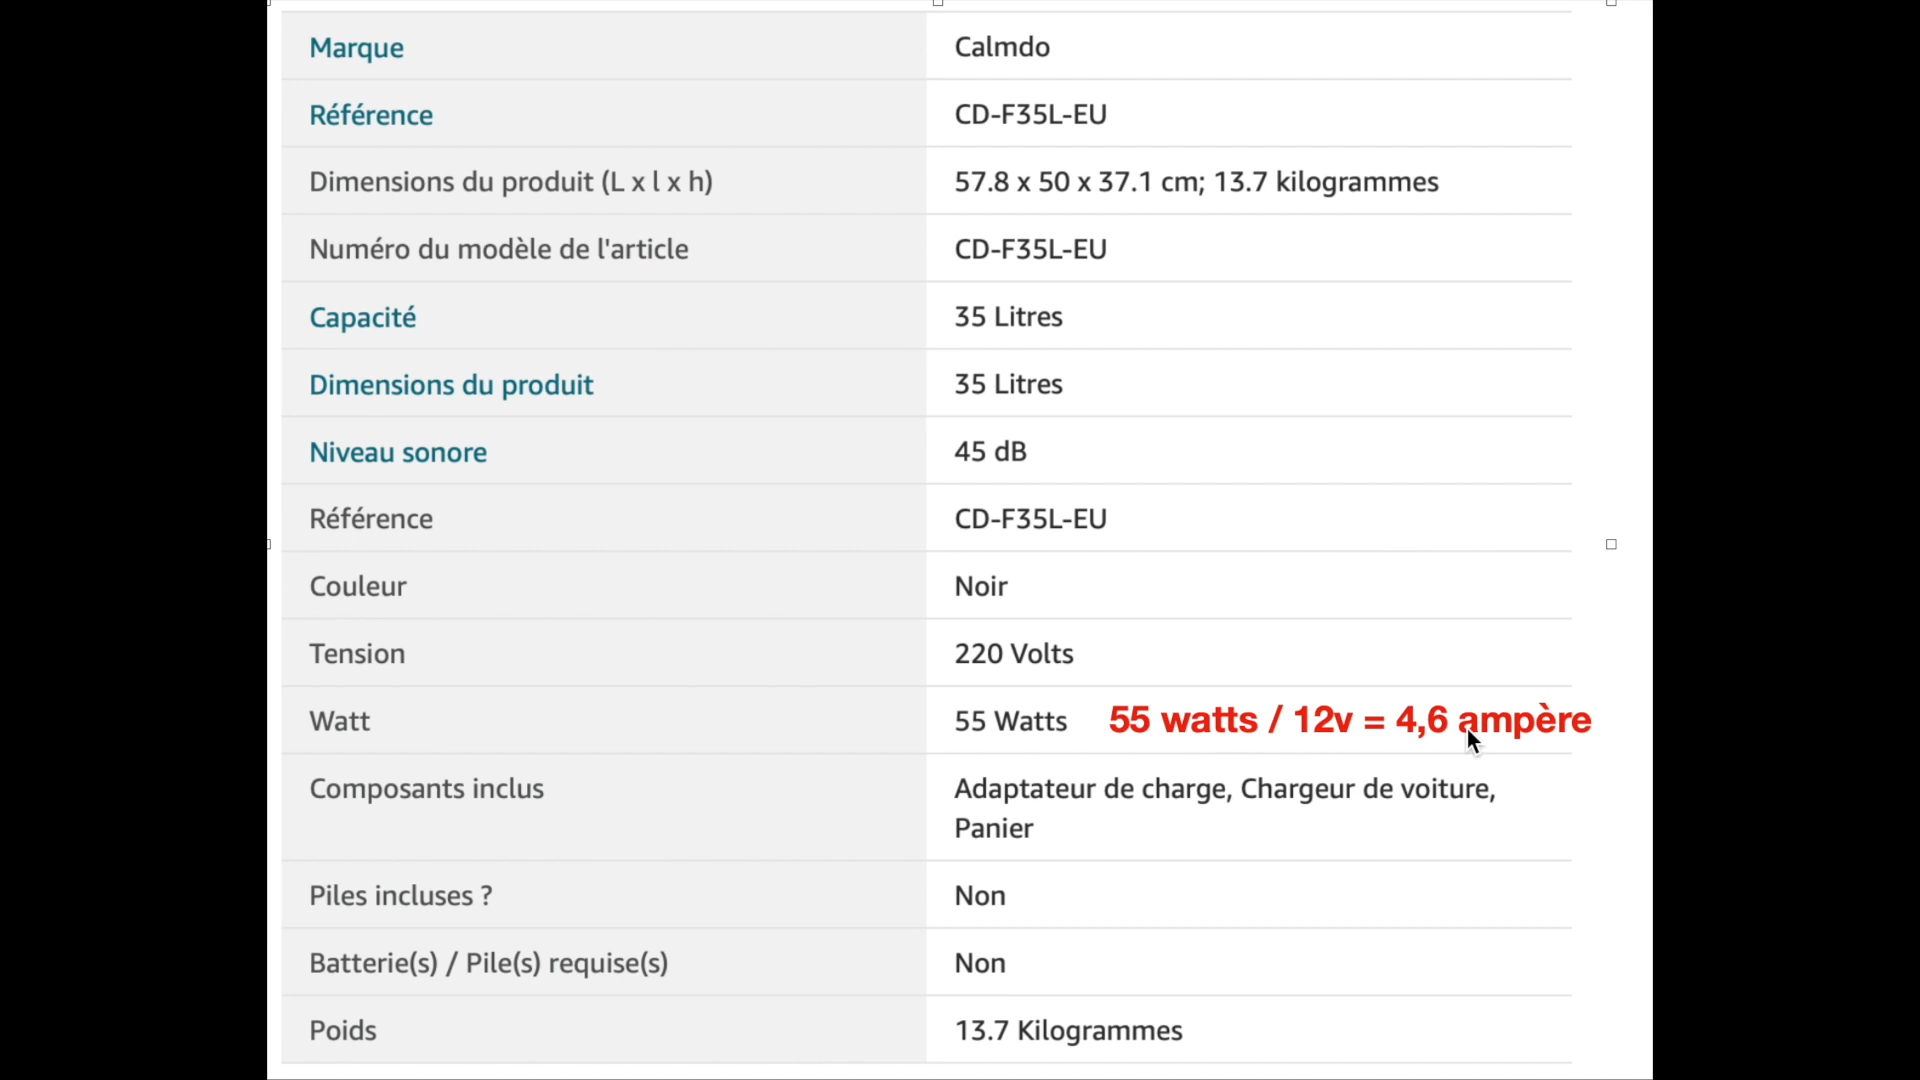 Marque Calmdo
Référence CD-F35L-EU
Dimensions du produit (L x l x h) 57.8 x 50 x 37.1 cm; 13.7 kilogrammes
Numéro du modèle de l'article CD-F35L-EU
Capacité 35 Litres
Dimensions du produit 35 Litres
Niveau sonore 45 dB
Référence CD-F35L-EU
Couleur Noir
Tension 220 Volts
Watt 55 Watts 55 watts / 12v = 4,6 ampère
Composants inclus Adaptateur de charge, Chargeur de voiture,
Panier
Piles incluses ? Non
Batterie(s) / Pile(s) requise(s) Non
Poids 13.7 Kilogrammes